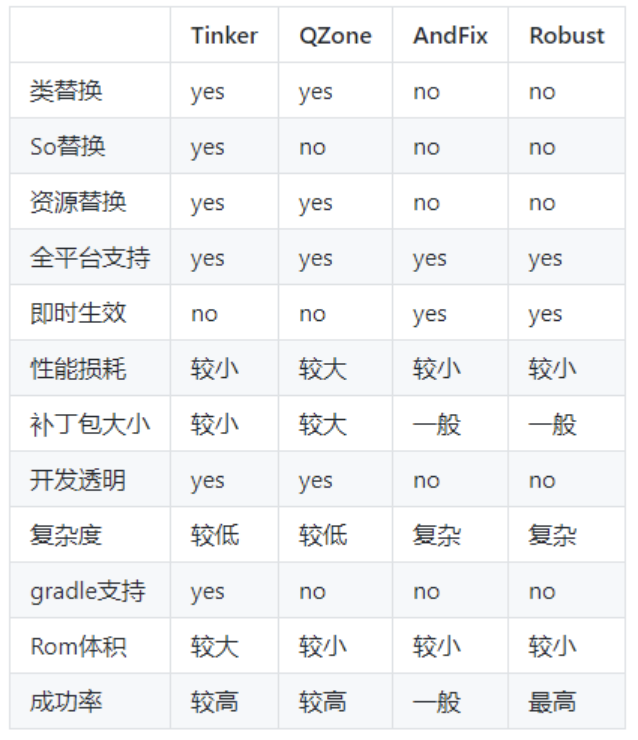 Tinker QZone AndFix Robust
类替换 yes yes no no
So替换 yes no no no
资源替换 yes yes no no
全平台支持 yes yes yes yes
即时生效 no no yes yes
性能损耗 较小 较大 较小 较小
补丁包大小 较小 较大 一般 一般
开发透明 yes yes no no
复杂度 较低 较低 复杂 复杂
gradle支持 yes no no no
Rom体积 较大 较小 较小 较小
成功率 较高 较高 一般 最高